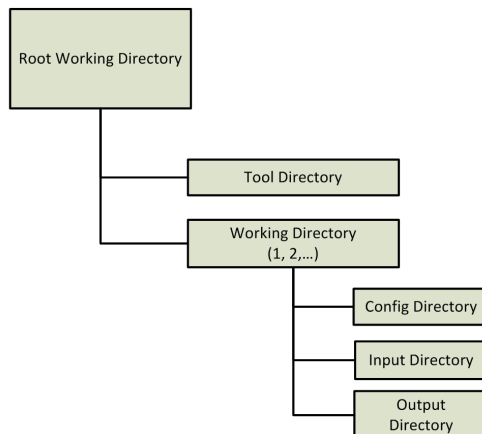 Root Working Directory
Tool Directory
Working Directory
(1, 2,...)
Config Directory
Input Directory
Output
Directory